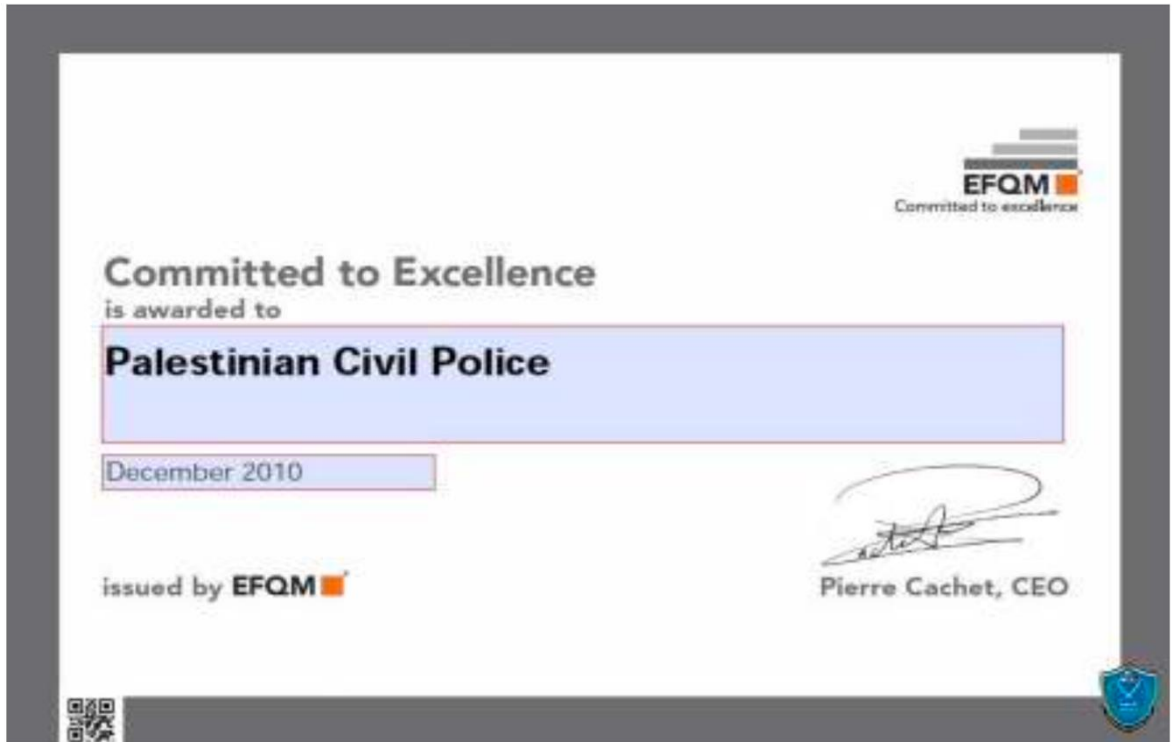 EFQM
Committed to excellence
Committed to Excellence
is awarded to
Palestinian Civil Police
December 2010
issued by EFQM
Pierre Cachet, CEO